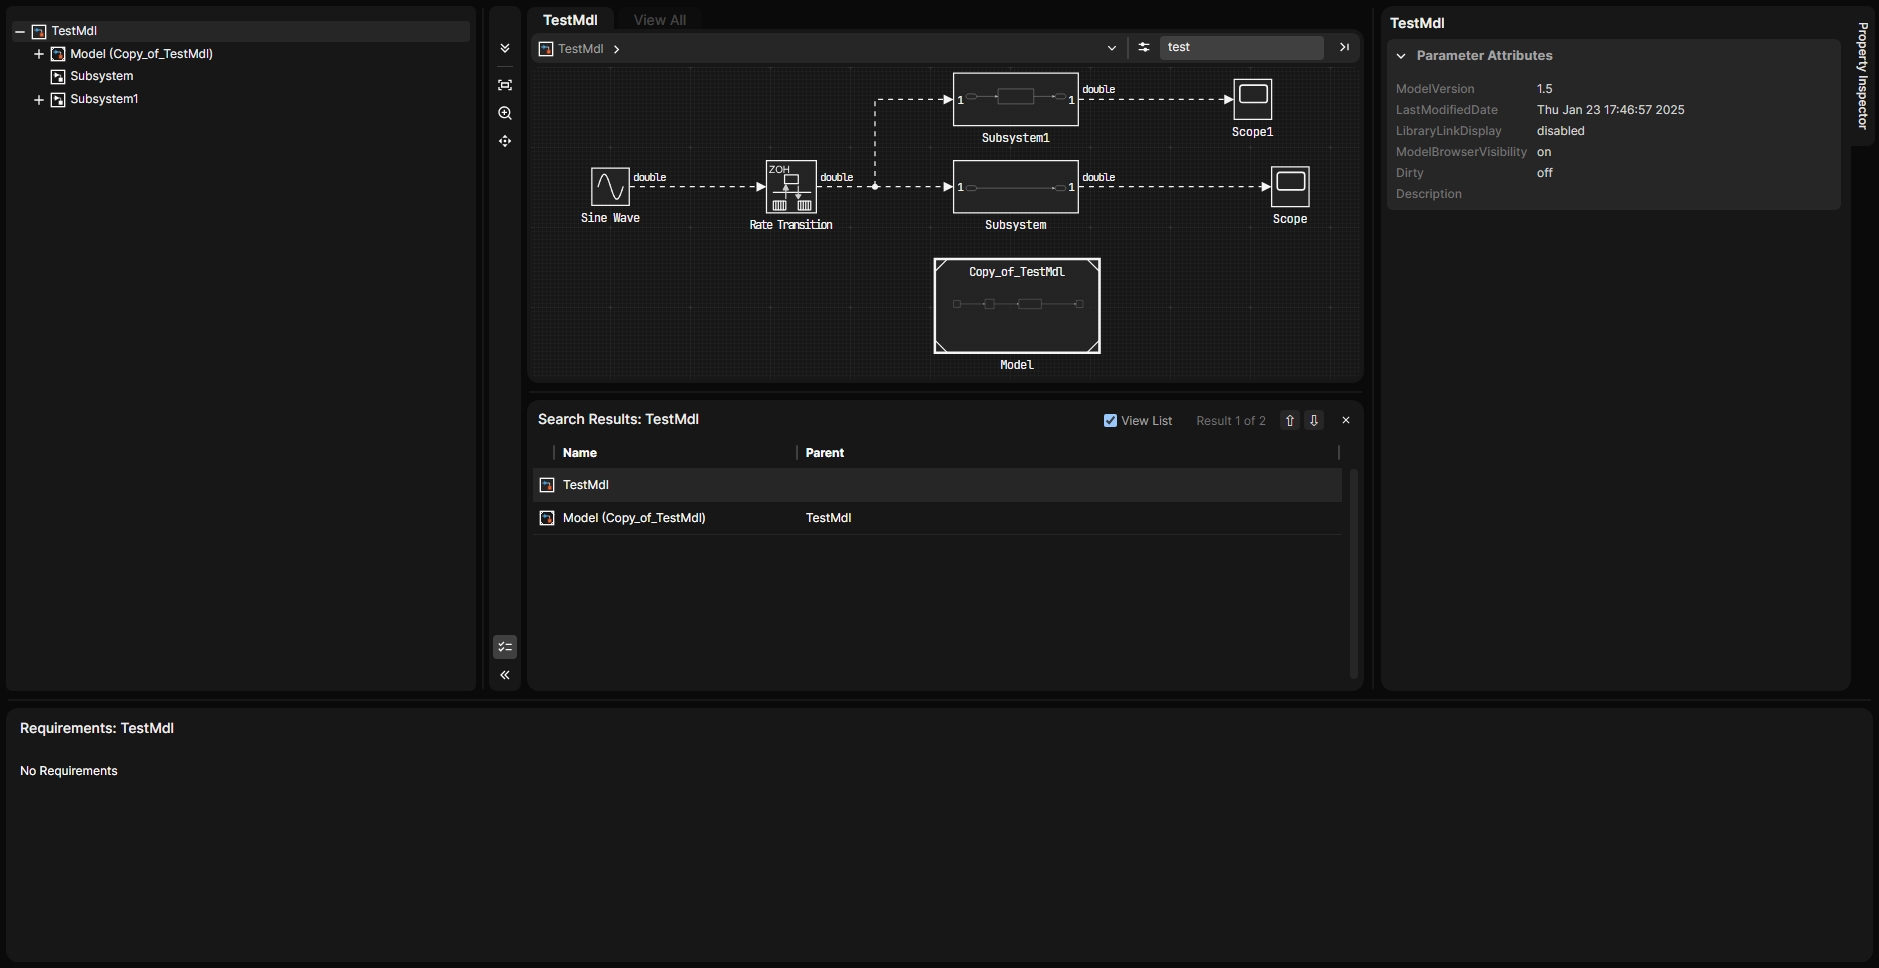 TestMdl
Model (Copy_of_TestMdl)
Subsystem
Subsystem1
TestMdl
View All
TestMdl
test
1
1
double
Subsystem1
Scope1
Sine Wave
double
ZOH
Rate Transition
double
1
1
double
Subsystem
Scope
Copy_of_TestMdl
Model
Search Results: TestMdl
View List
Result 1 of 2
Name
Parent
TestMdl
Model (Copy_of_TestMdl)
TestMdl
TestMdl
Parameter Attributes
ModelVersion 1.5
LastModifiedDate Thu Jan 23 17:46:57 2025
LibraryLinkDisplay disabled
ModelBrowserVisibility on
Dirty off
Description
Property Inspector
Requirements: TestMdl
No Requirements